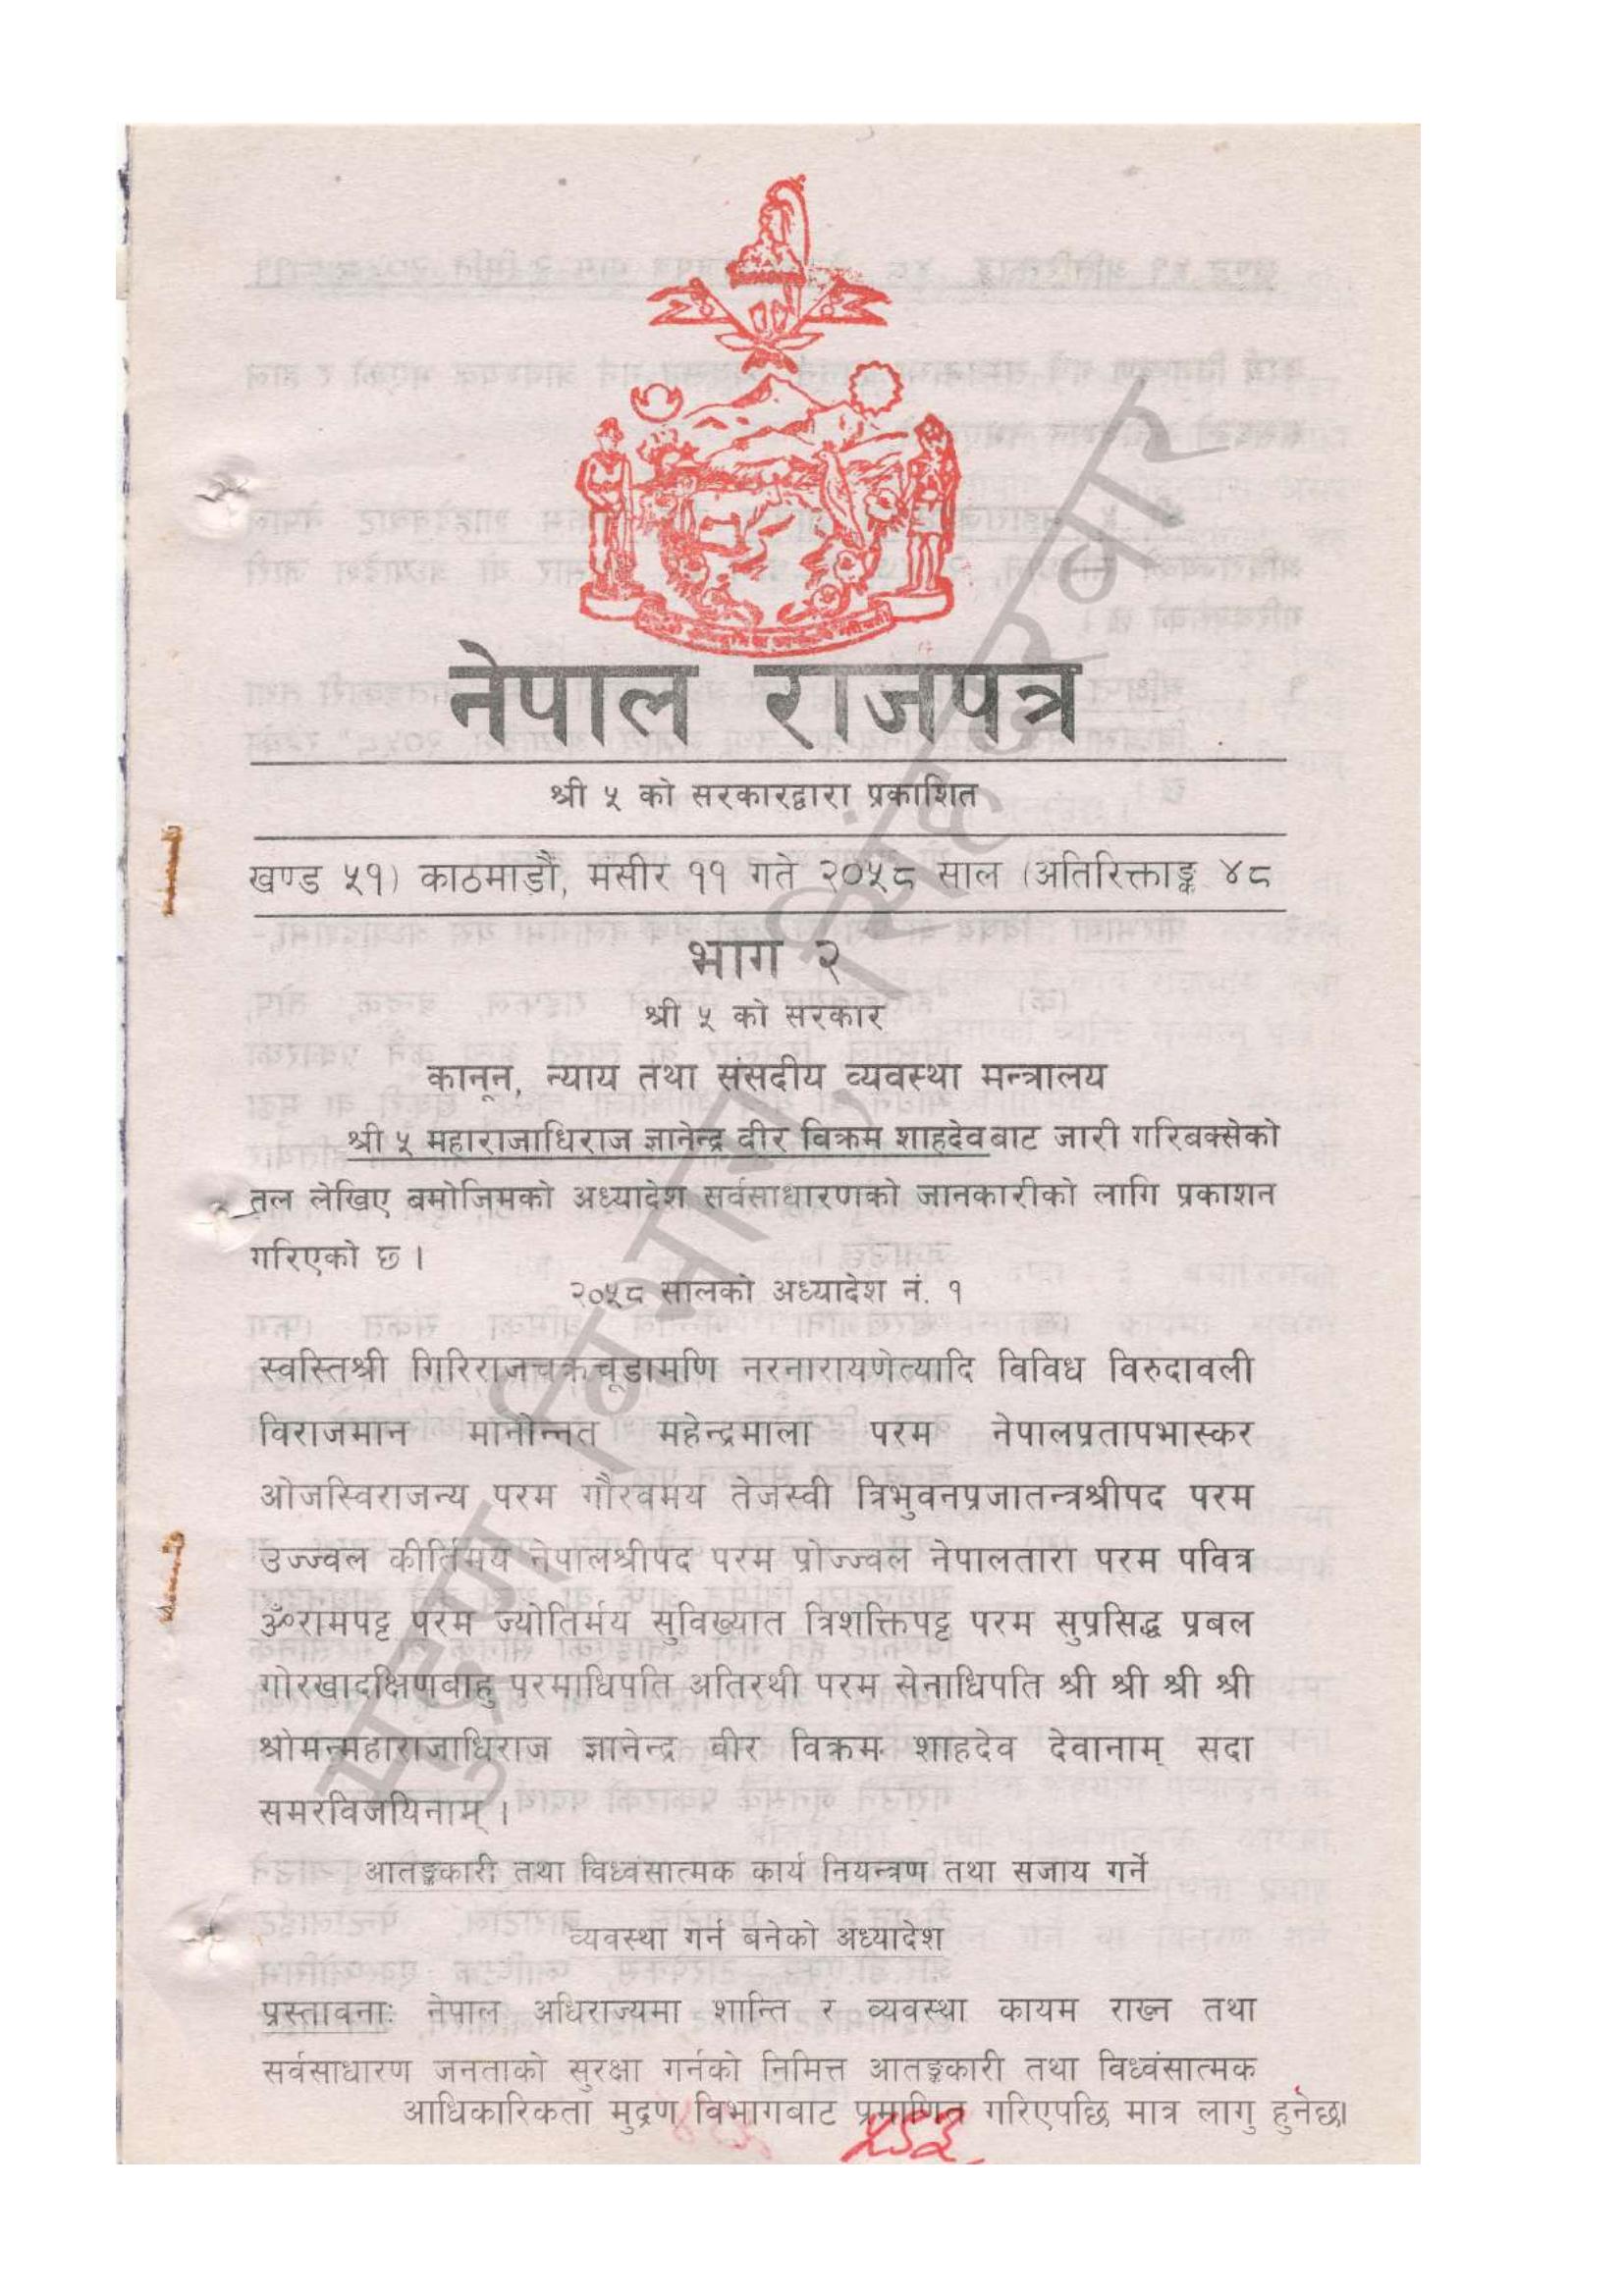 नेपाल राजपत्र
श्री ५ को सरकारद्वारा प्रकाशित
खण्ड ५१) काठमाडौं, मंसीर ११ गते २०५८ साल (अतिरिक्ताङ्क ४८
भाग २
श्री ५ को सरकार
कानून, न्याय तथा संसदीय व्यवस्था मन्त्रालय
श्री ५ महाराजाधिराज ज्ञानेन्द्र वीर विक्रम शाहदेवबाट जारी गरिबक्सेको
तल लेखिए बमोजिमको अध्यादेश सर्वसाधारणको जानकारीको लागि प्रकाशन
गरिएको छ ।
२०५८ सालको अध्यादेश नं. १
स्वस्तिश्री गिरिराजचक्रचूडामणि नरनारायणेत्यादि विविध विरुदावली
विराजमान मानोन्नत महेन्द्रमाला परम नेपालप्रतापभास्कर
ओजस्विराजन्य परम गौरवमय तेजस्वी त्रिभुवनप्रजातन्त्रश्रीपद परम
उज्ज्वल कीर्तिमय नेपालश्रीपद परम प्रोज्ज्वल नेपालतारा परम पवित्र
ॐरामपट्ट परम ज्योतिर्मय सुविख्यात त्रिशक्तिपट्ट परम सुप्रसिद्ध प्रबल
गोरखादक्षिणवाहु परमाधिपति अतिरथी परम सेनाधिपति श्री श्री श्री श्री
श्रीमन्महाराजाधिराज ज्ञानेन्द्र वीर विक्रम शाहदेव देवानाम् सदा
समरविजयिनाम् ।
आतङ्ककारी तथा विध्वंसात्मक कार्य नियन्त्रण तथा सजाय गर्ने
व्यवस्था गर्न बनेको अध्यादेश
प्रस्तावनाः नेपाल अधिराज्यमा शान्ति र व्यवस्था कायम राख्न तथा
सर्वसाधारण जनताको सुरक्षा गर्नको निमित्त आतङ्ककारी तथा विध्वंसात्मक
आधिकारिकता मुद्रण विभागबाट प्रमाणित गरिएपछि मात्र लागु हुनेछ।
मुद्रण विभाग, सिंहदरबार